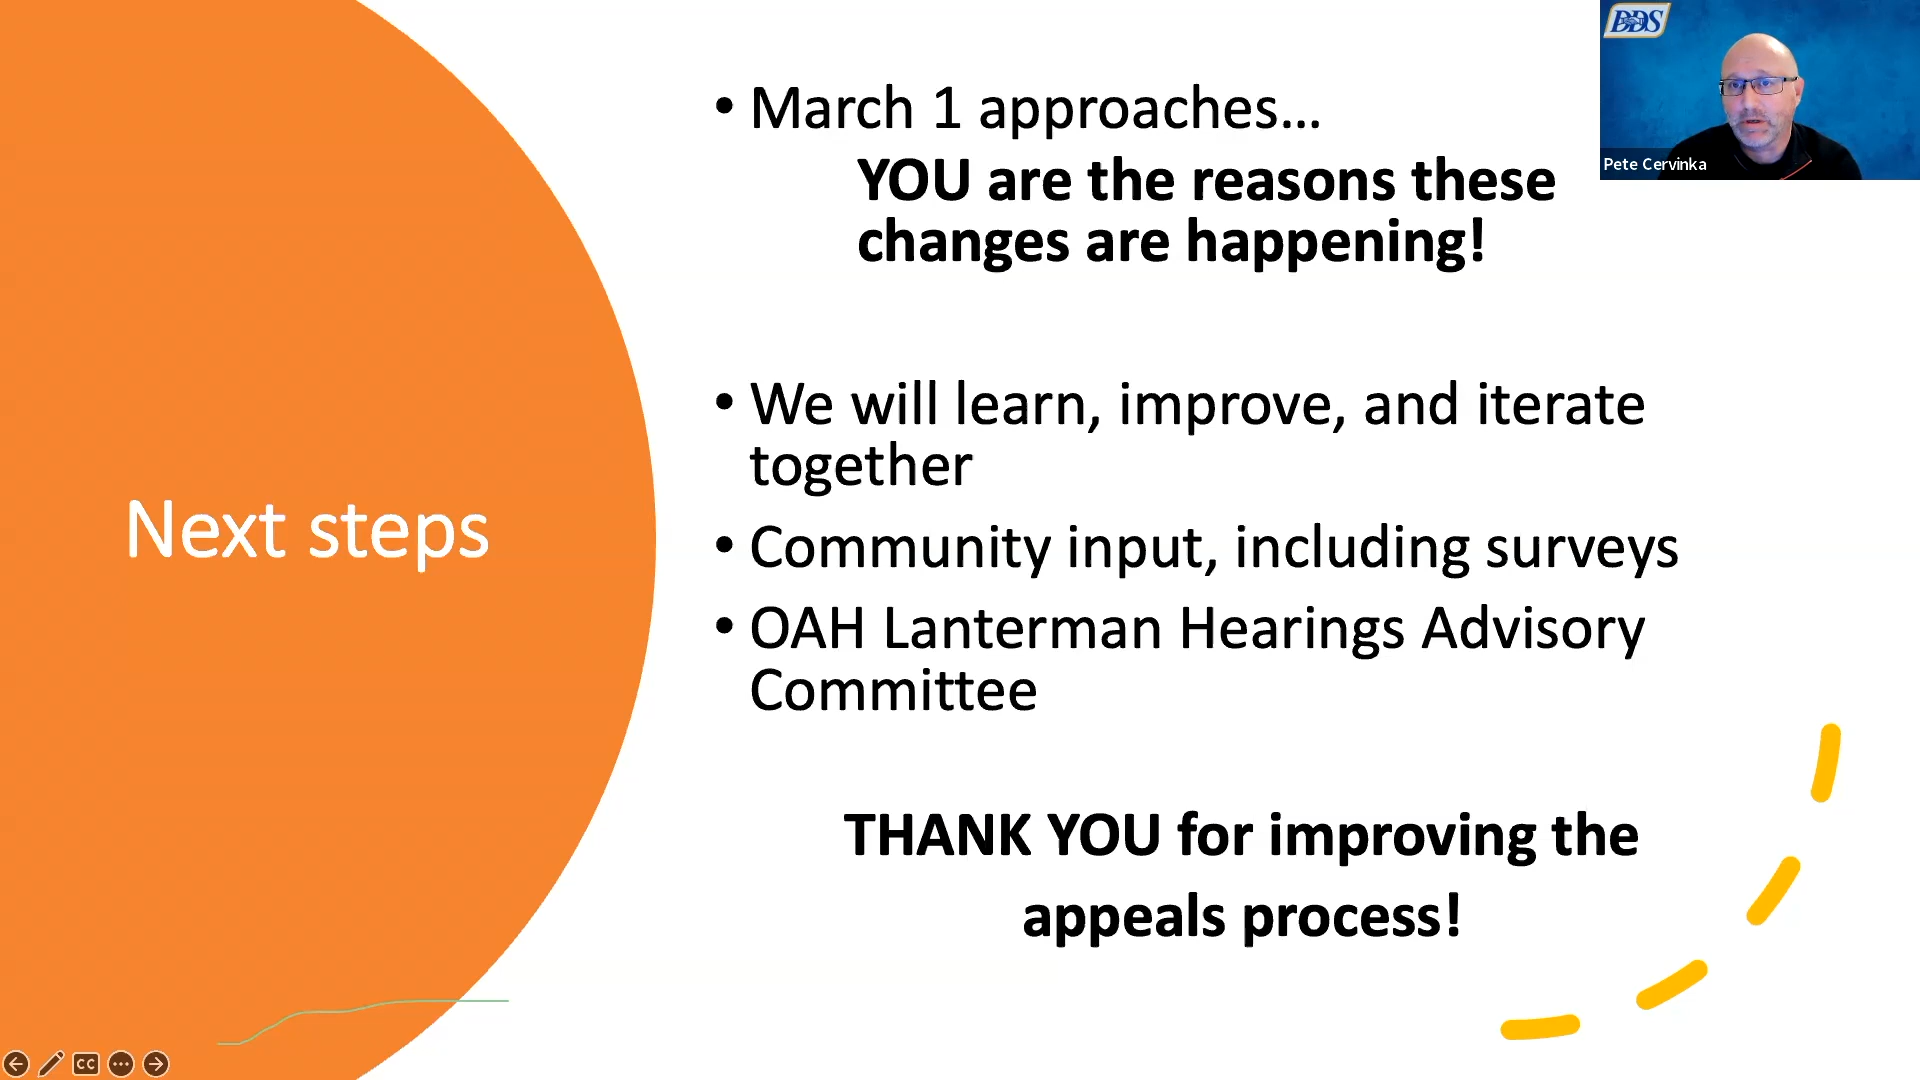 DDS
Pete Cervinka
• March 1 approaches...
YOU are the reasons these
changes are happening!
• We will learn, improve, and iterate
together
• Community input, including surveys
• OAH Lanterman Hearings Advisory
Committee
Next steps
THANK YOU for improving the
appeals process!
CC